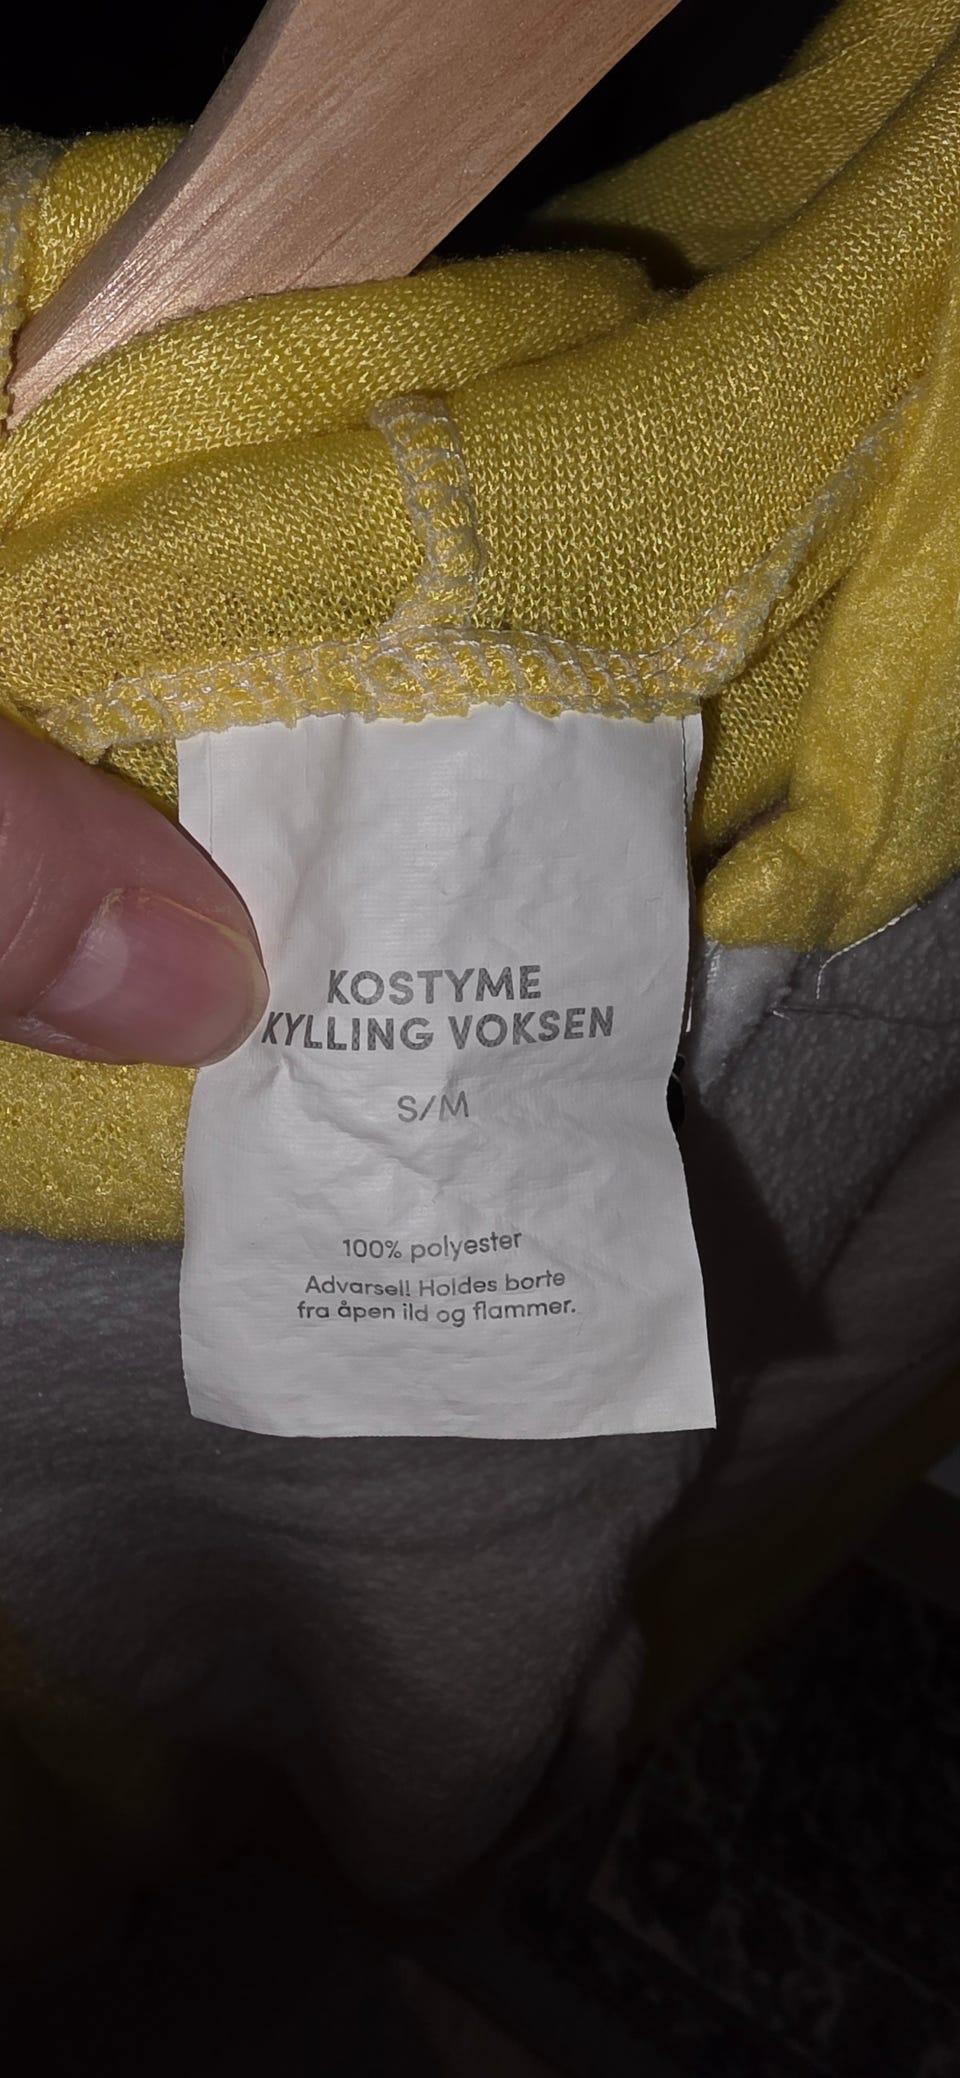 KOSTYME
KYLLING VOKSEN
S/M
100% polyester
Advarsel! Holdes borte
fra åpen ild og flammer.